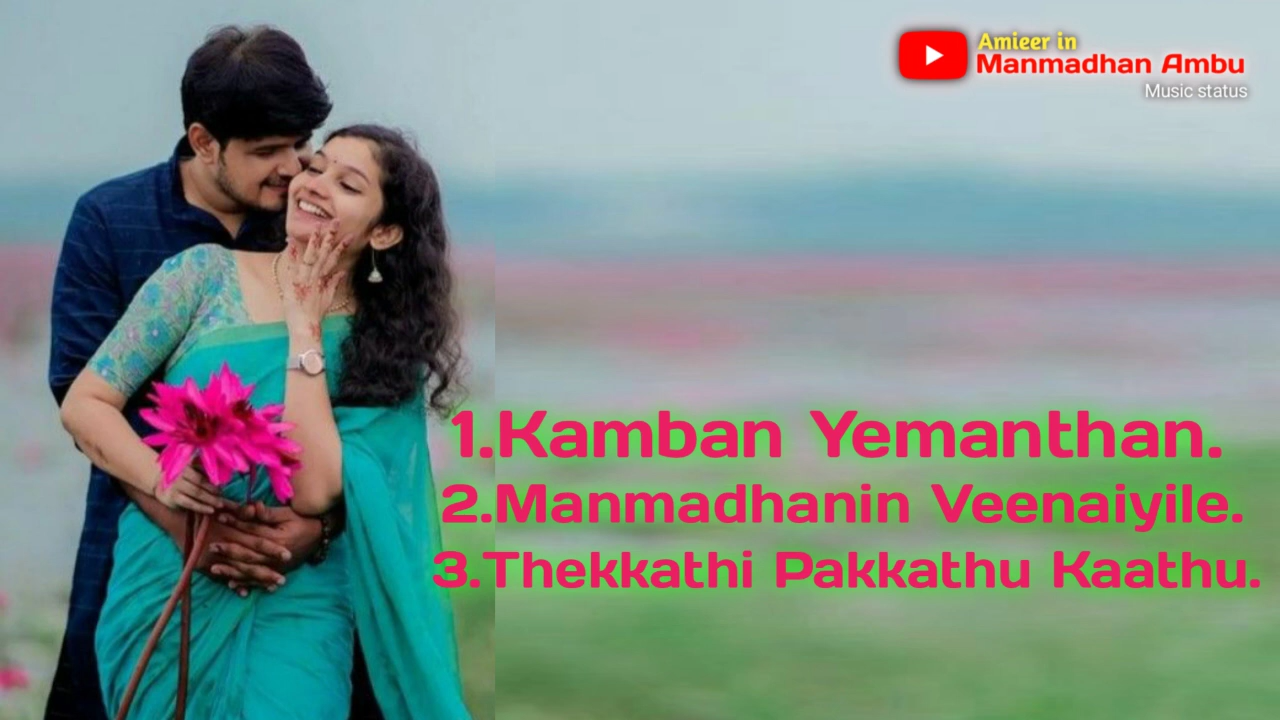 Amieer in
Manmadhan Ambu
Music status
1.Kamban Yemanthan.
2.Manmadhanin Veenaiyile.
3.Thekkathi Pakkathu Kaathu.